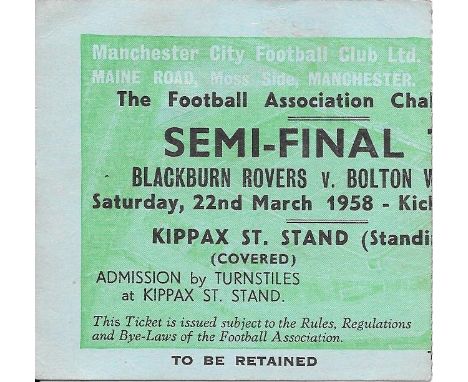 Manchester City Football Club Ltd.
MAINE ROAD, Moss Side, MANCHESTER.
The Football Association Chal
SEMI-FINAL T
BLACKBURN ROVERS v. BOLTON W
Saturday, 22nd March 1958 - Kick
KIPPAX ST. STAND (Standi
(COVERED)
ADMISSION by TURNSTILES
at KIPPAX ST. STAND.
This Ticket is issued subject to the Rules, Regulations
and Bye-Laws of the Football Association.
TO BE RETAINED